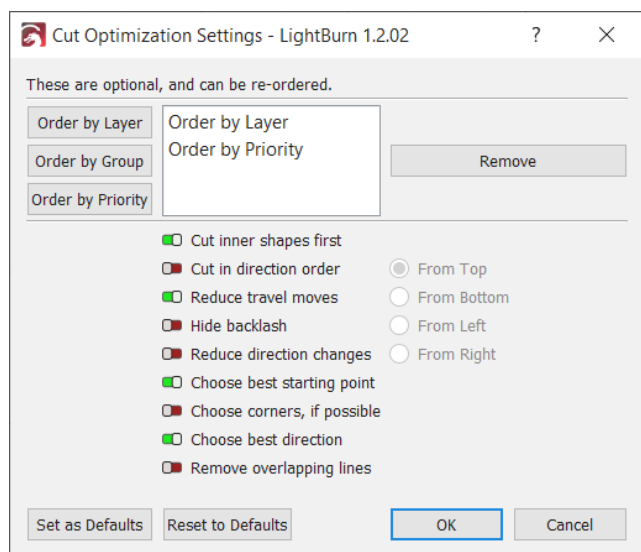 Cut Optimization Settings - LightBurn 1.2.02
?
These are optional, and can be re-ordered.
Order by Layer
Order by Group
Order by Priority
Order by Layer
Order by Priority
Remove
Cut inner shapes first
Cut in direction order
From Top
Reduce travel moves
From Bottom
Hide backlash
From Left
Reduce direction changes
From Right
Choose best starting point
Choose corners, if possible
Choose best direction
Remove overlapping lines
Set as Defaults
Reset to Defaults
OK
Cancel